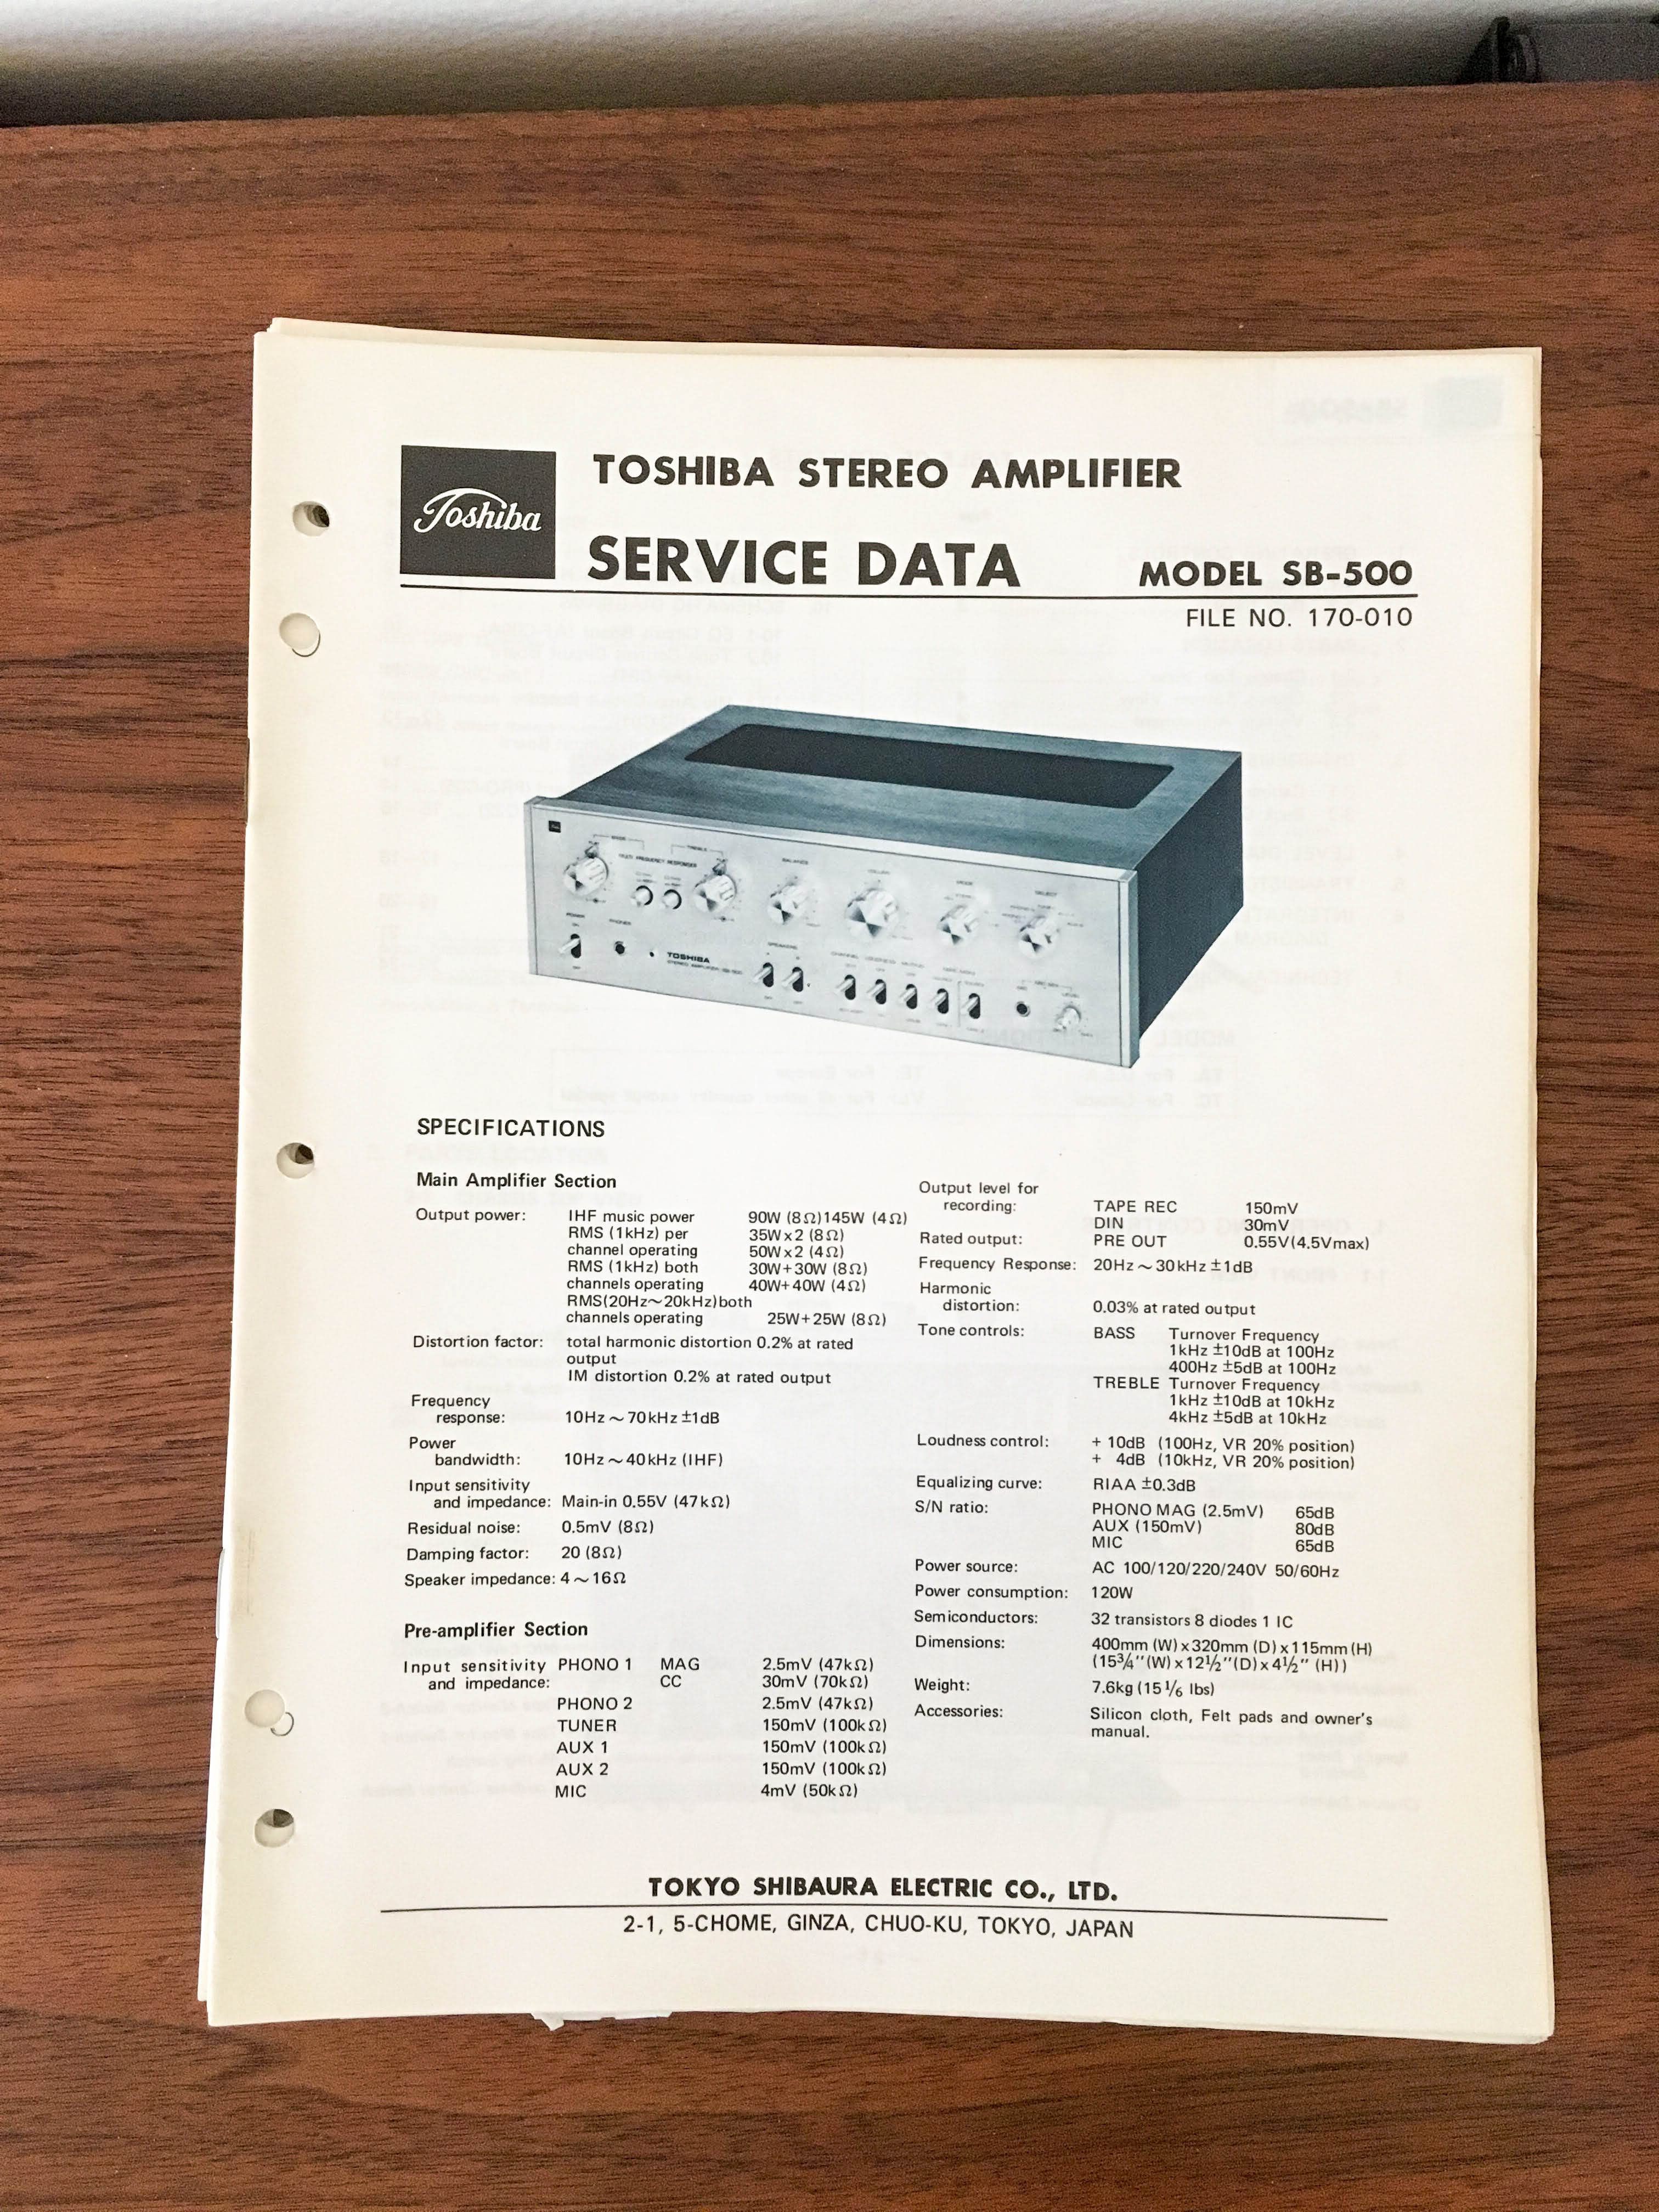 Toshiba
TOSHIBA STEREO AMPLIFIER
SERVICE DATA
MODEL SB-500
FILE NO. 170-010
TOSHIBA
SPECIFICATIONS
Main Amplifier Section
Output power: IHF music power 90W (8Ω)145W (4Ω)
RMS (1kHz) per 35Wx2 (8Ω)
channel operating 50Wx2 (4Ω)
RMS (1kHz) both 30W+30W (8Ω)
channels operating 40W+40W (4Ω)
RMS(20Hz~20kHz)both
channels operating 25W+25W (8Ω)
Distortion factor: total harmonic distortion 0.2% at rated
output
IM distortion 0.2% at rated output
Frequency
response: 10Hz ~ 70kHz ±1dB
Power
bandwidth: 10Hz ~ 40kHz (IHF)
Input sensitivity
and impedance: Main-in 0.55V (47kΩ)
Residual noise: 0.5mV (8Ω)
Damping factor: 20 (8Ω)
Speaker impedance: 4 ~ 16Ω
Pre-amplifier Section
Input sensitivity PHONO 1 MAG 2.5mV (47kΩ)
and impedance: CC 30mV (70kΩ)
PHONO 2 2.5mV (47kΩ)
TUNER 150mV (100kΩ)
AUX 1 150mV (100kΩ)
AUX 2 150mV (100kΩ)
MIC 4mV (50kΩ)
Output level for
recording: TAPE REC 150mV
DIN 30mV
Rated output: PRE OUT 0.55V(4.5Vmax)
Frequency Response: 20Hz ~ 30kHz ±1dB
Harmonic
distortion: 0.03% at rated output
Tone controls: BASS Turnover Frequency
1kHz ±10dB at 100Hz
400Hz ±5dB at 100Hz
TREBLE Turnover Frequency
1kHz ±10dB at 10kHz
4kHz ±5dB at 10kHz
Loudness control: + 10dB (100Hz, VR 20% position)
+ 4dB (10kHz, VR 20% position)
Equalizing curve: RIAA ±0.3dB
S/N ratio: PHONO MAG (2.5mV) 65dB
AUX (150mV) 80dB
MIC 65dB
Power source: AC 100/120/220/240V 50/60Hz
Power consumption: 120W
Semiconductors: 32 transistors 8 diodes 1 IC
Dimensions: 400mm (W) x 320mm (D) x 115mm (H)
(15¾″ (W) x 12½″ (D) x 4½″ (H))
Weight: 7.6kg (15 ⅙ lbs)
Accessories: Silicon cloth, Felt pads and owner's
manual.
TOKYO SHIBAURA ELECTRIC CO., LTD.
2-1, 5-CHOME, GINZA, CHUO-KU, TOKYO, JAPAN